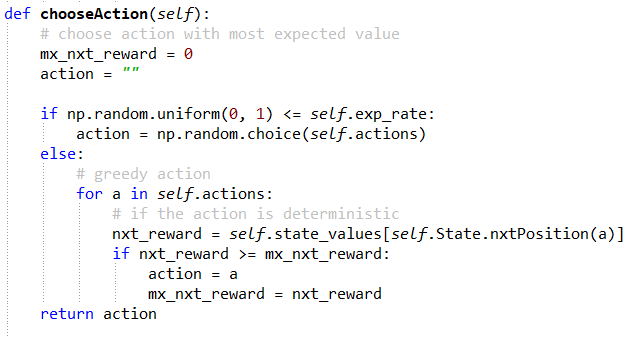 def chooseAction(self):
    # choose action with most expected value
    mx_nxt_reward = 0
    action = ""

    if np.random.uniform(0, 1) <= self.exp_rate:
        action = np.random.choice(self.actions)
    else:
        # greedy action
        for a in self.actions:
            # if the action is deterministic
            nxt_reward = self.state_values[self.State.nxtPosition(a)]
            if nxt_reward >= mx_nxt_reward:
                action = a
                mx_nxt_reward = nxt_reward
    return action